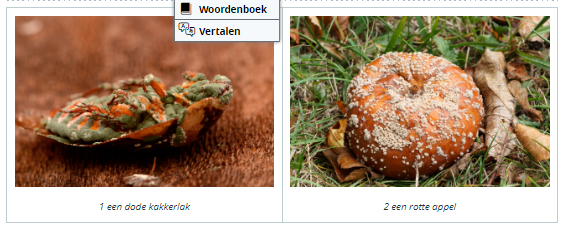 Woordenboek
Vertalen
1 een dode kakkerlak
2 een rotte appel